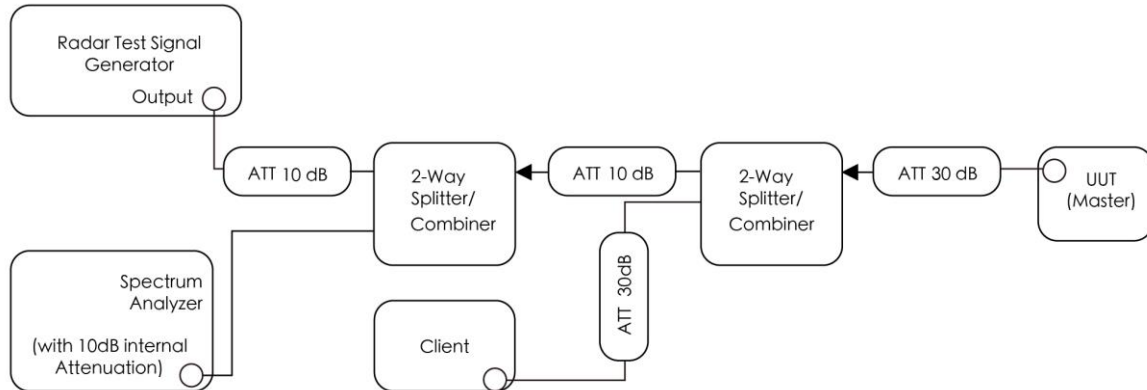 Radar Test Signal
Generator
Output
ATT 10 dB
2-Way
Splitter/
Combiner
ATT 10 dB
2-Way
Splitter/
Combiner
ATT 30 dB
UUT
(Master)
Spectrum
Analyzer
(with 10dB internal
Attenuation)
Client
ATT 30dB